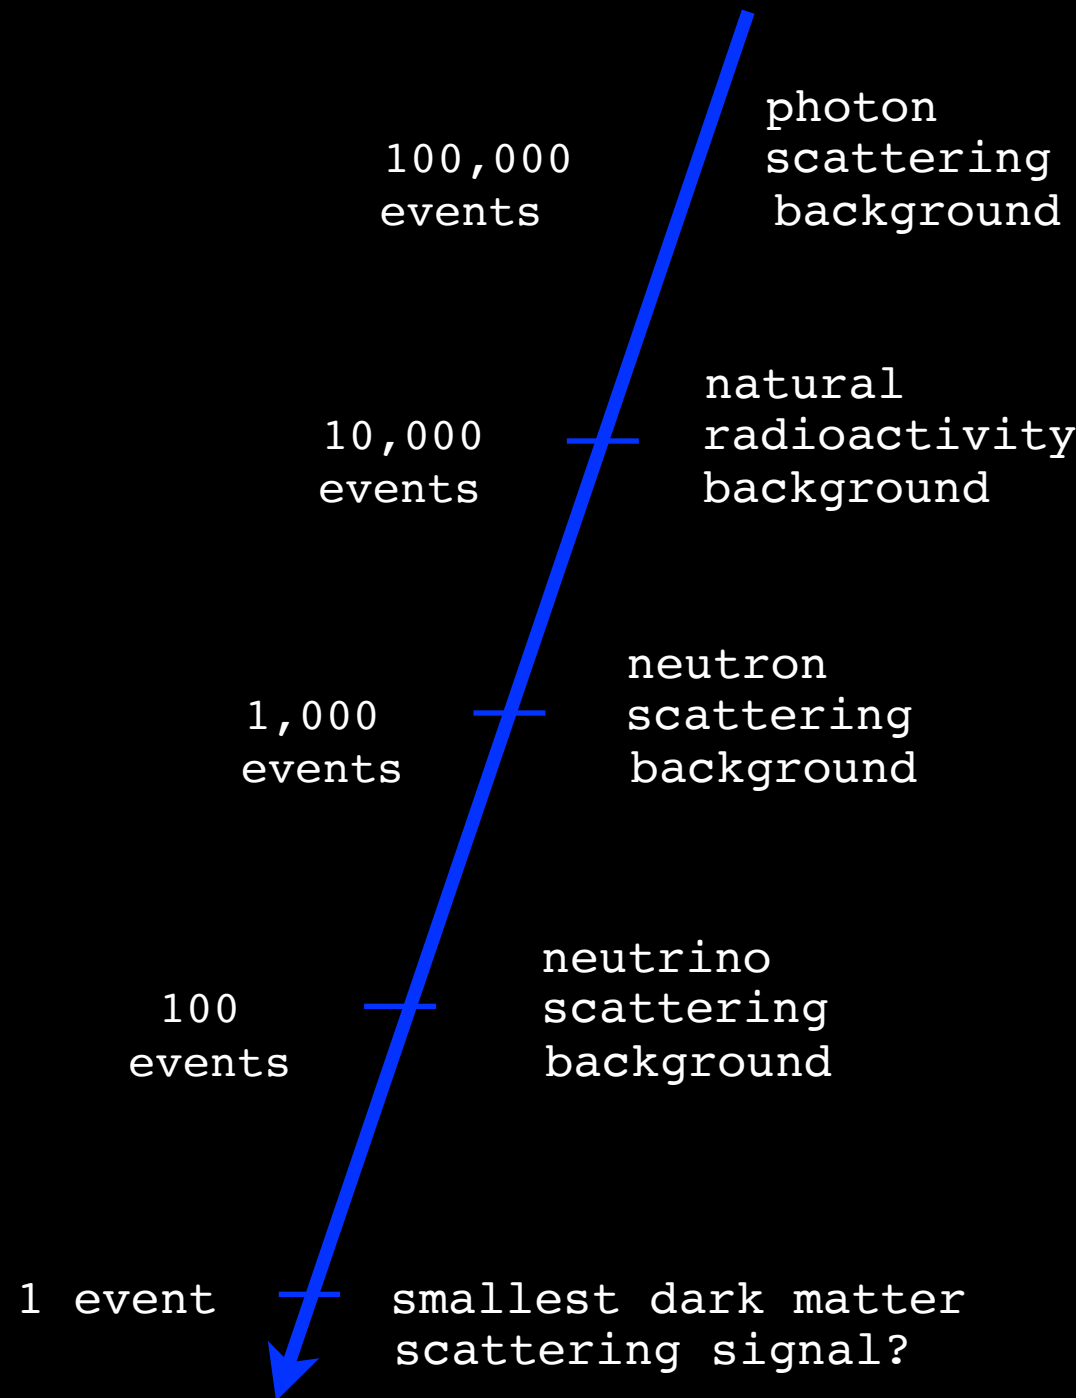 100,000
events
photon
scattering
background
10,000
events
natural
radioactivity
background
1,000
events
neutron
scattering
background
100
events
neutrino
scattering
background
1 event
smallest dark matter
scattering signal?